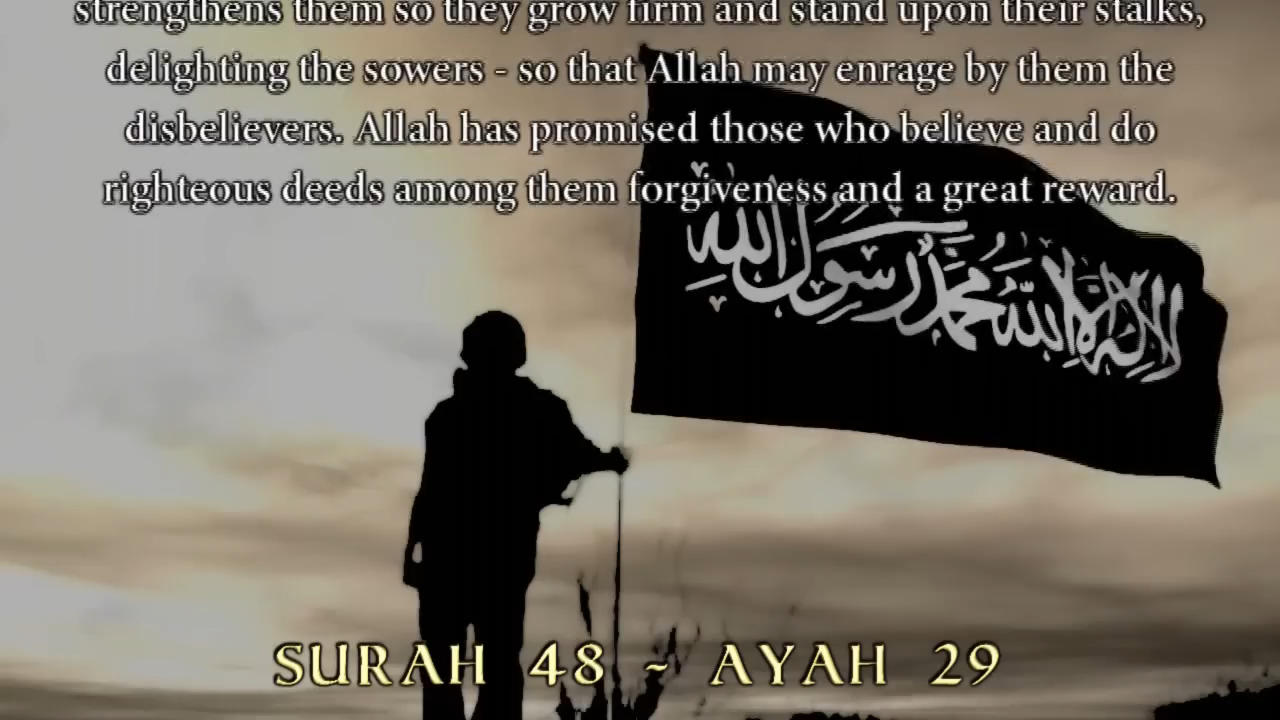 strengthens them so they grow firm and stand upon their stalks,
delighting the sowers - so that Allah may enrage by them the
disbelievers. Allah has promised those who believe and do
righteous deeds among them forgiveness and a great reward.
لا إله إلا الله محمد رسول الله
SURAH 48 ~ AYAH 29